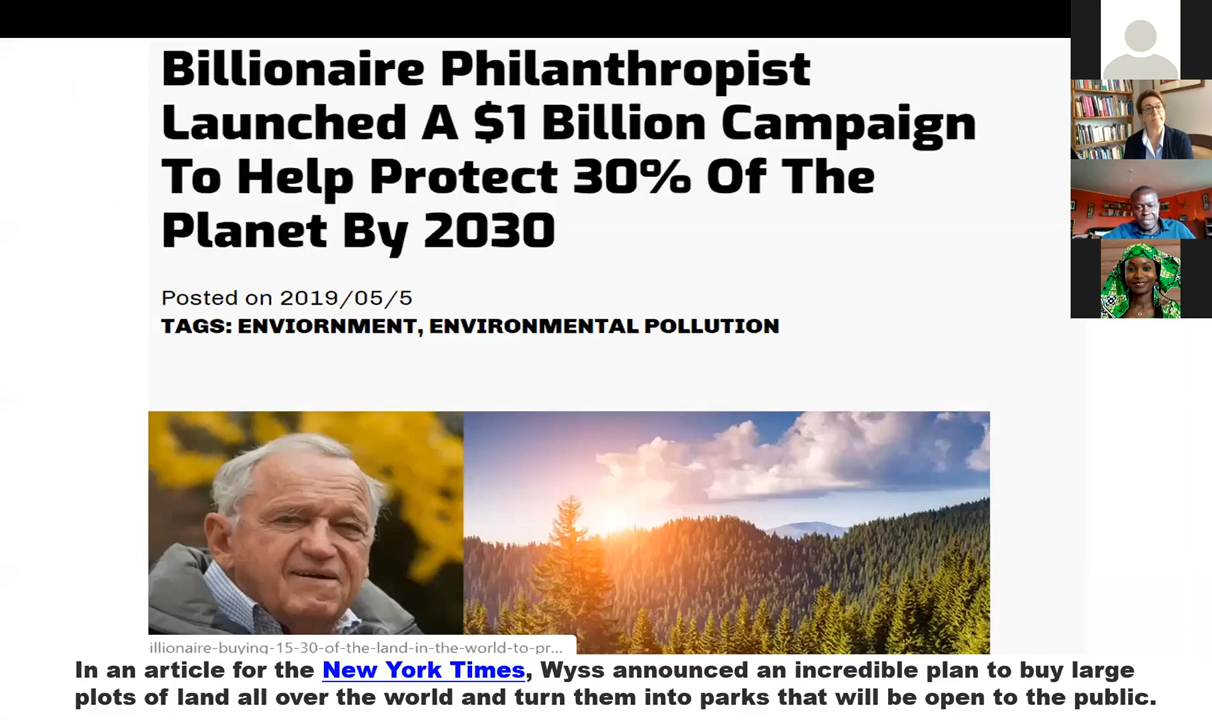 Billionaire Philanthropist
Launched A $1 Billion Campaign
To Help Protect 30% Of The
Planet By 2030
Posted on 2019/05/5
TAGS: ENVIORNMENT, ENVIRONMENTAL POLLUTION
illionaire-buying-15-30-of-the-land-in-the-world-to-pr...
In an article for the New York Times, Wyss announced an incredible plan to buy large
plots of land all over the world and turn them into parks that will be open to the public.